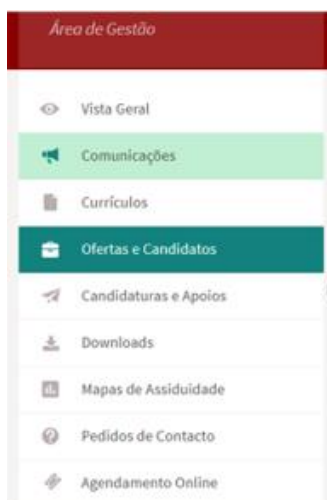 Área de Gestão
Vista Geral
Comunicações
Currículos
Ofertas e Candidatos
Candidaturas e Apoios
Downloads
Mapas de Assiduidade
Pedidos de Contacto
Agendamento Online